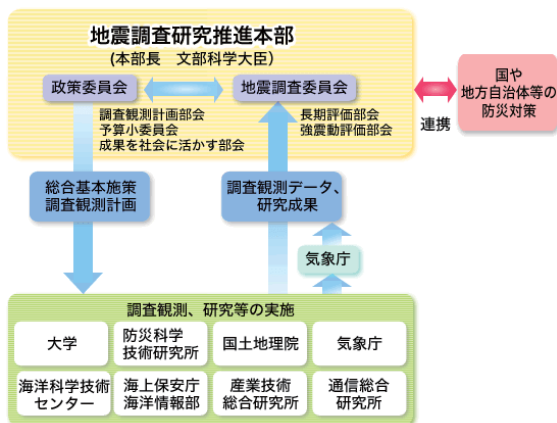 地震調査研究推進本部
(本部長　文部科学大臣)
政策委員会
地震調査委員会
調査観測計画部会
予算小委員会
成果を社会に活かす部会
長期評価部会
強震動評価部会
連携
国や
地方自治体等の
防災対策
総合基本施策
調査観測計画
調査観測データ、
研究成果
気象庁
調査観測、研究等の実施
大学
防災科学
技術研究所
国土地理院
気象庁
海洋科学技術
センター
海上保安庁
海洋情報部
産業技術
総合研究所
通信総合
研究所